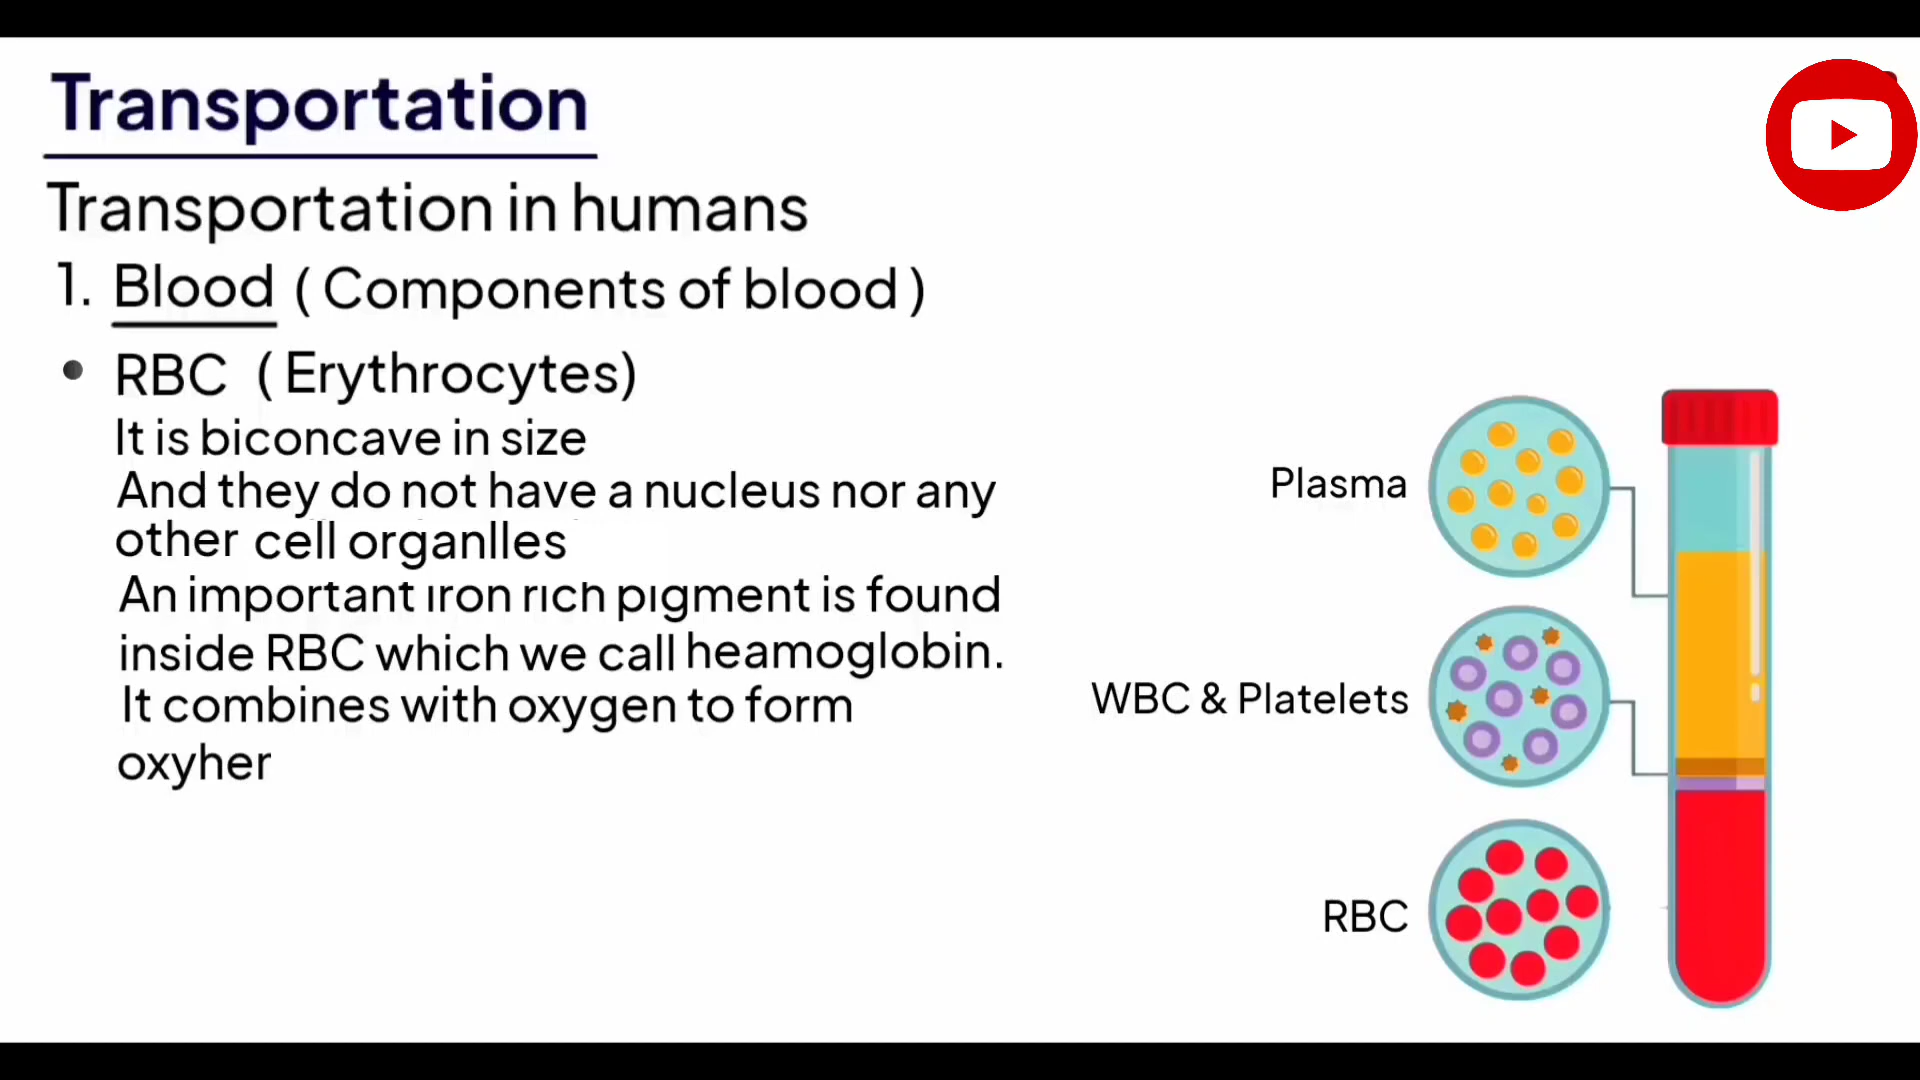 Transportation
Transportation in humans
1. Blood ( Components of blood )
• RBC ( Erythrocytes)
It is biconcave in size
And they do not have a nucleus nor any
other cell organlles
An important iron rich pigment is found
inside RBC which we call heamoglobin.
It combines with oxygen to form
oxyher
Plasma
WBC & Platelets
RBC